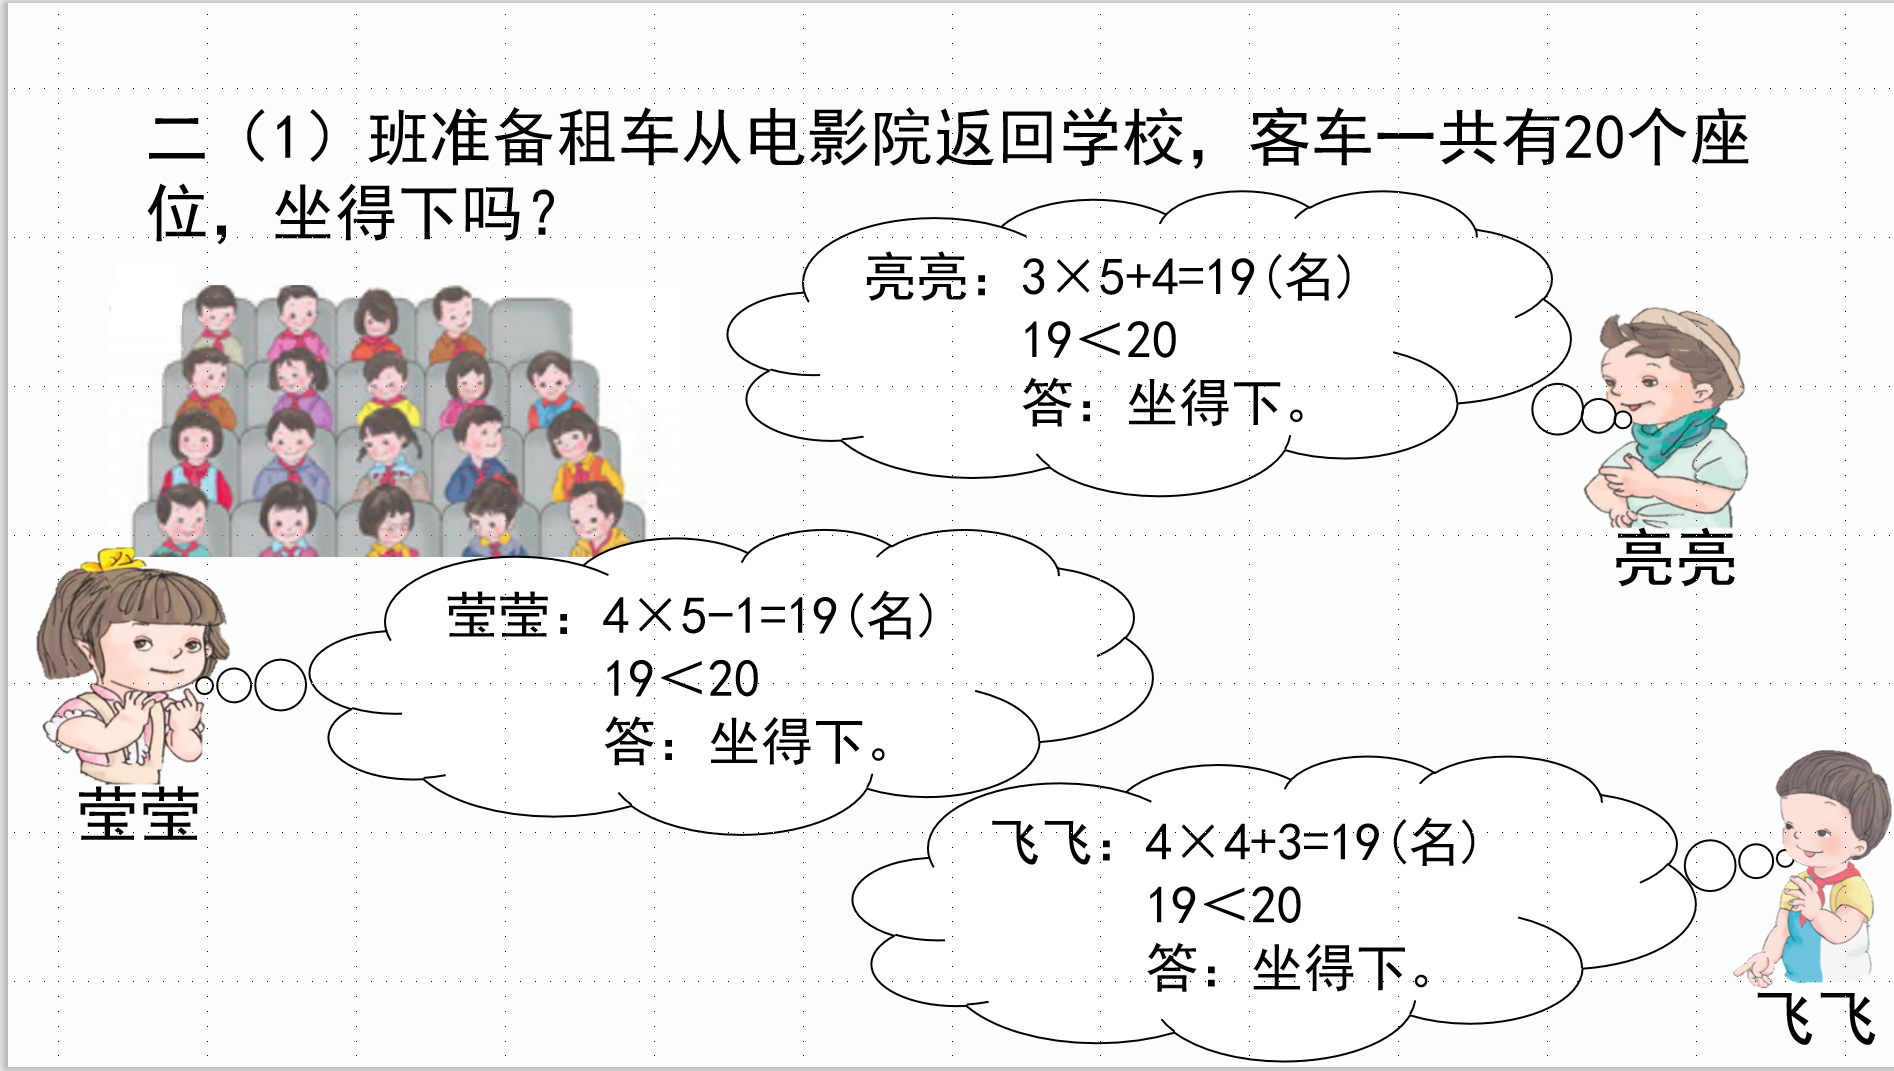 二（1）班准备租车从电影院返回学校，客车一共有20个座
位，坐得下吗？
亮亮：3×5+4=19(名)
19＜20
答：坐得下。
亮亮
莹莹：4×5-1=19(名)
19＜20
答：坐得下。
莹莹
飞飞：4×4+3=19(名)
19＜20
答：坐得下。
飞飞